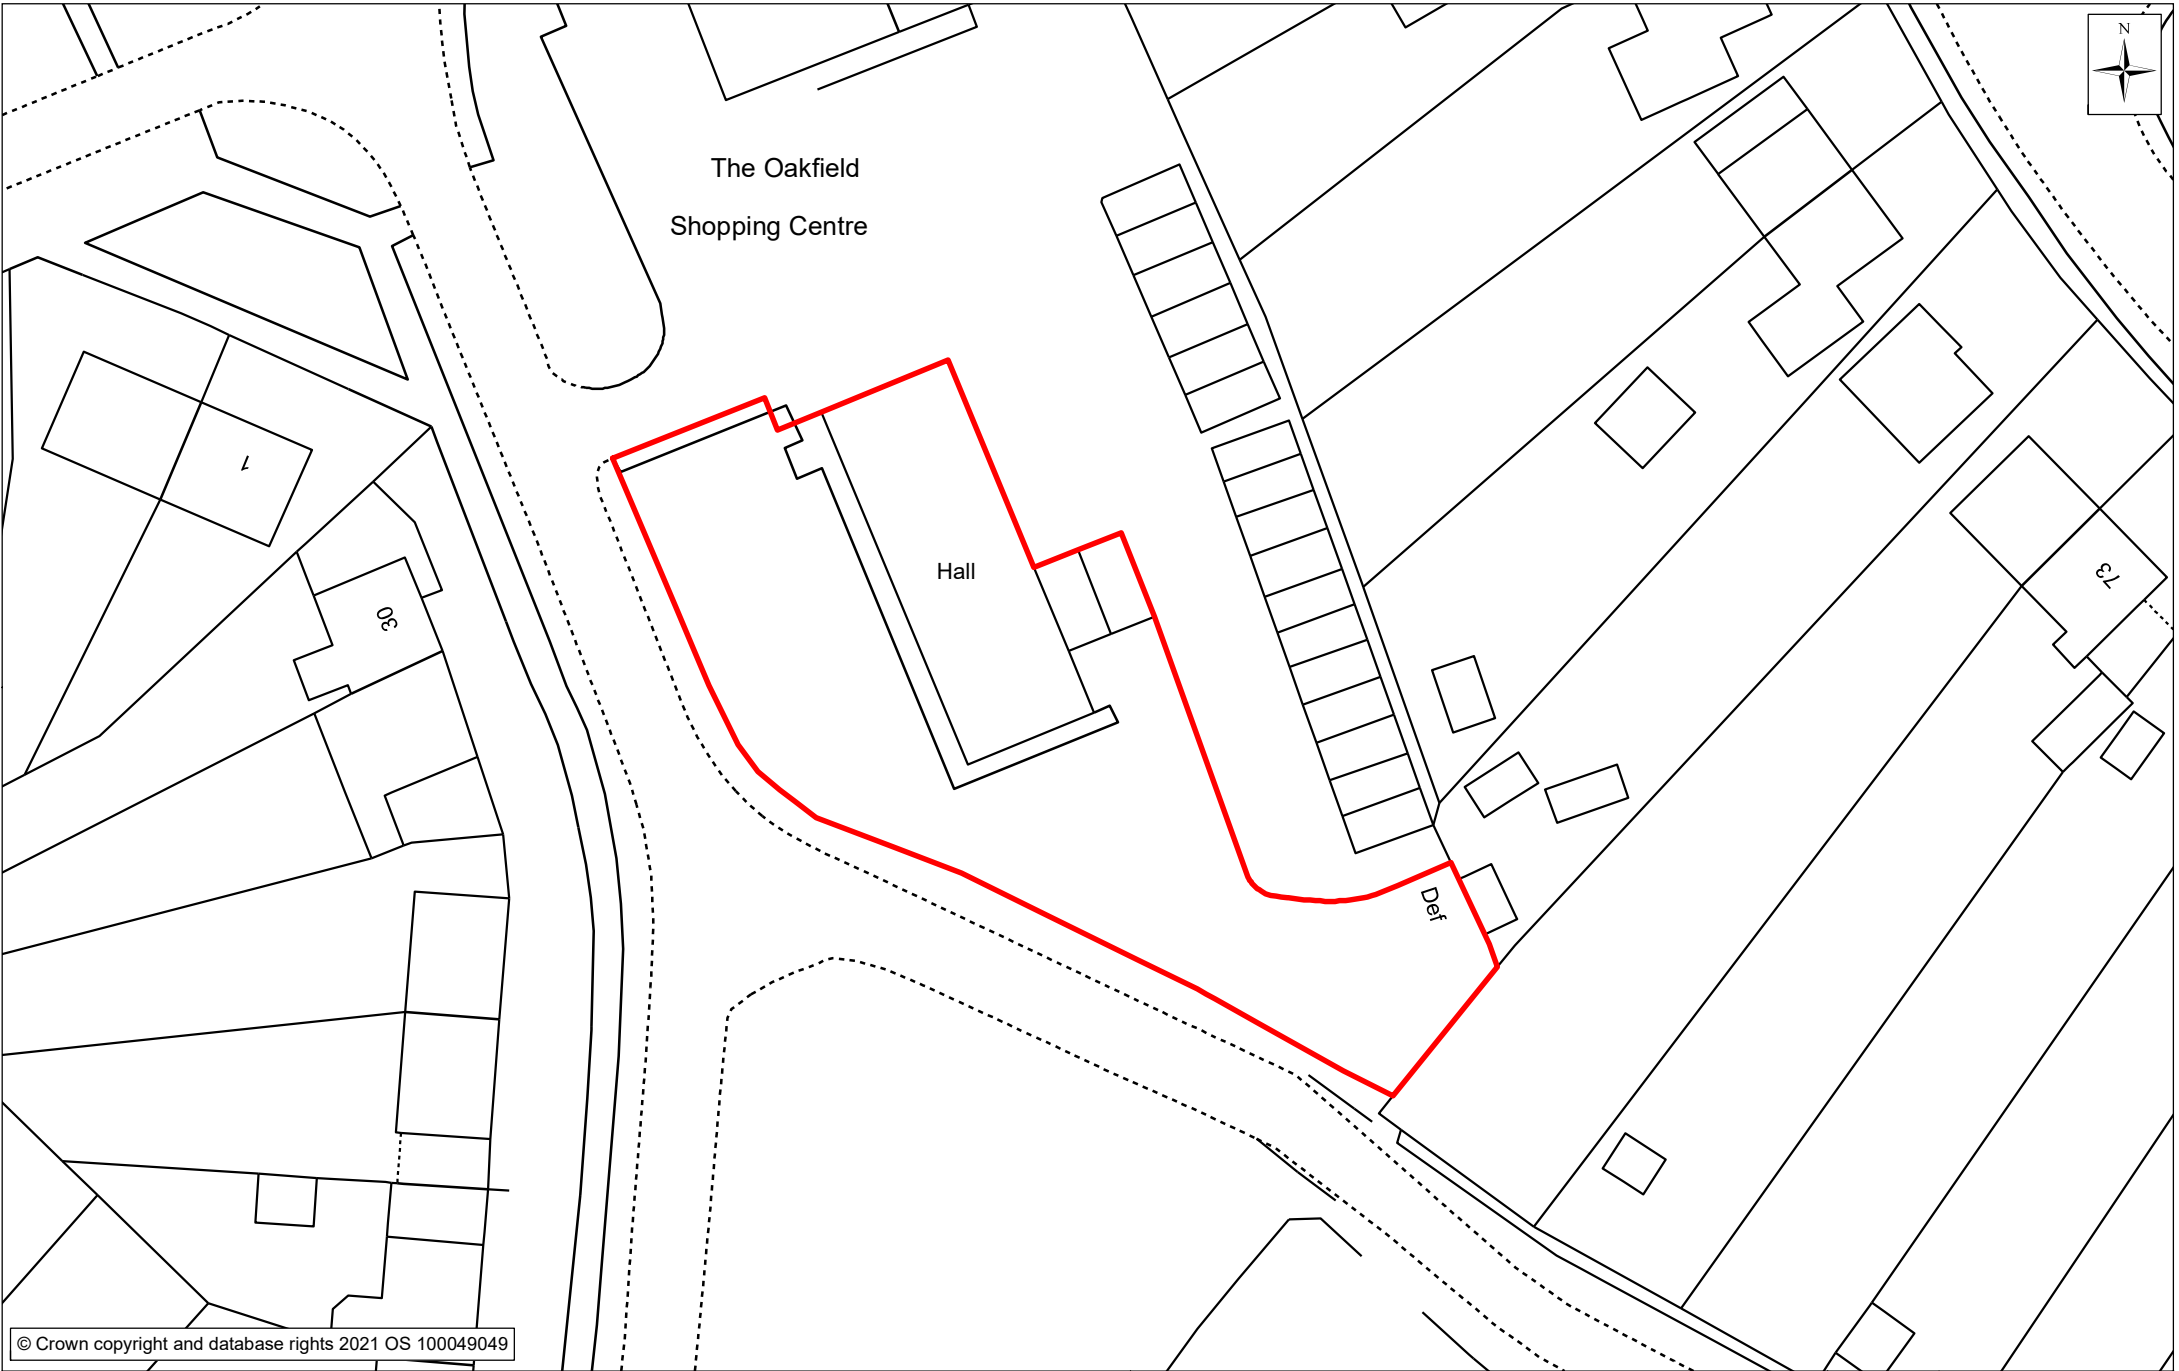 N
The Oakfield
Shopping Centre
1
Hall
73
30
Def
© Crown copyright and database rights 2021 OS 100049049